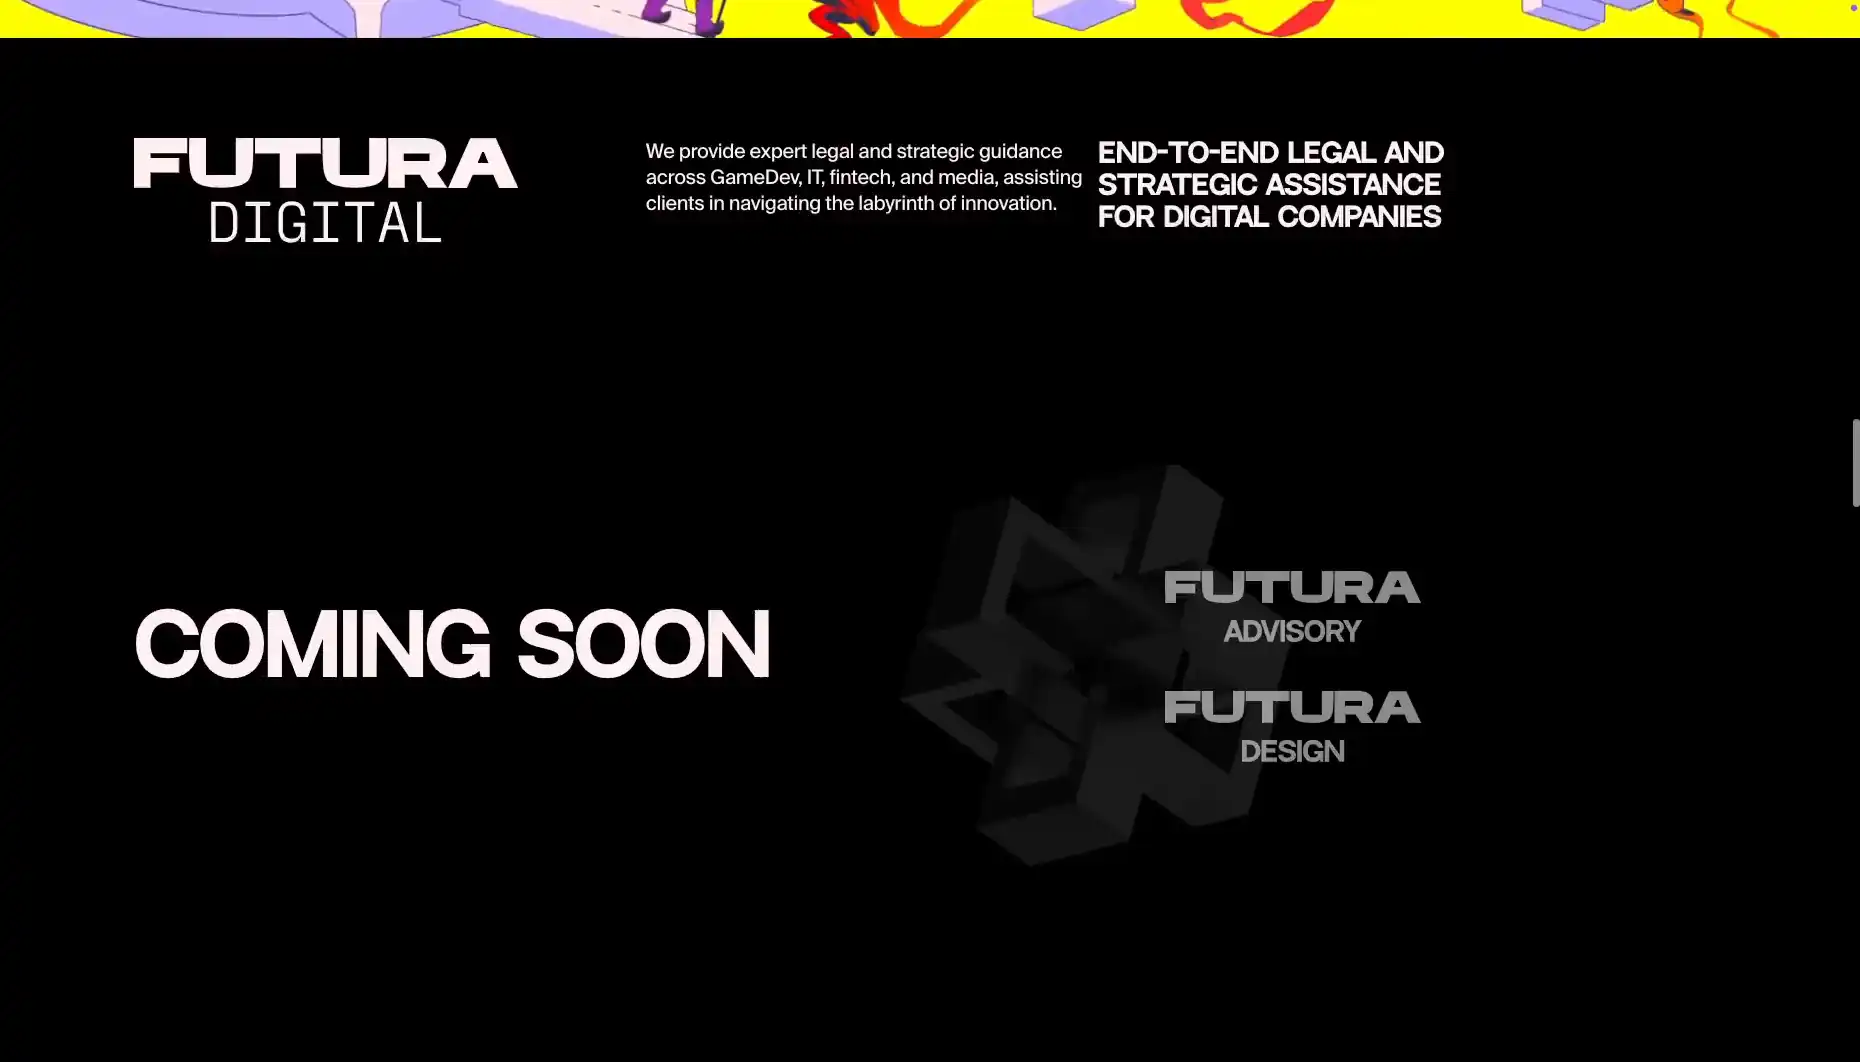 FUTURA
DIGITAL
We provide expert legal and strategic guidance
across GameDev, IT, fintech, and media, assisting
clients in navigating the labyrinth of innovation.
END-TO-END LEGAL AND
STRATEGIC ASSISTANCE
FOR DIGITAL COMPANIES
COMING SOON
FUTURA
ADVISORY
FUTURA
DESIGN